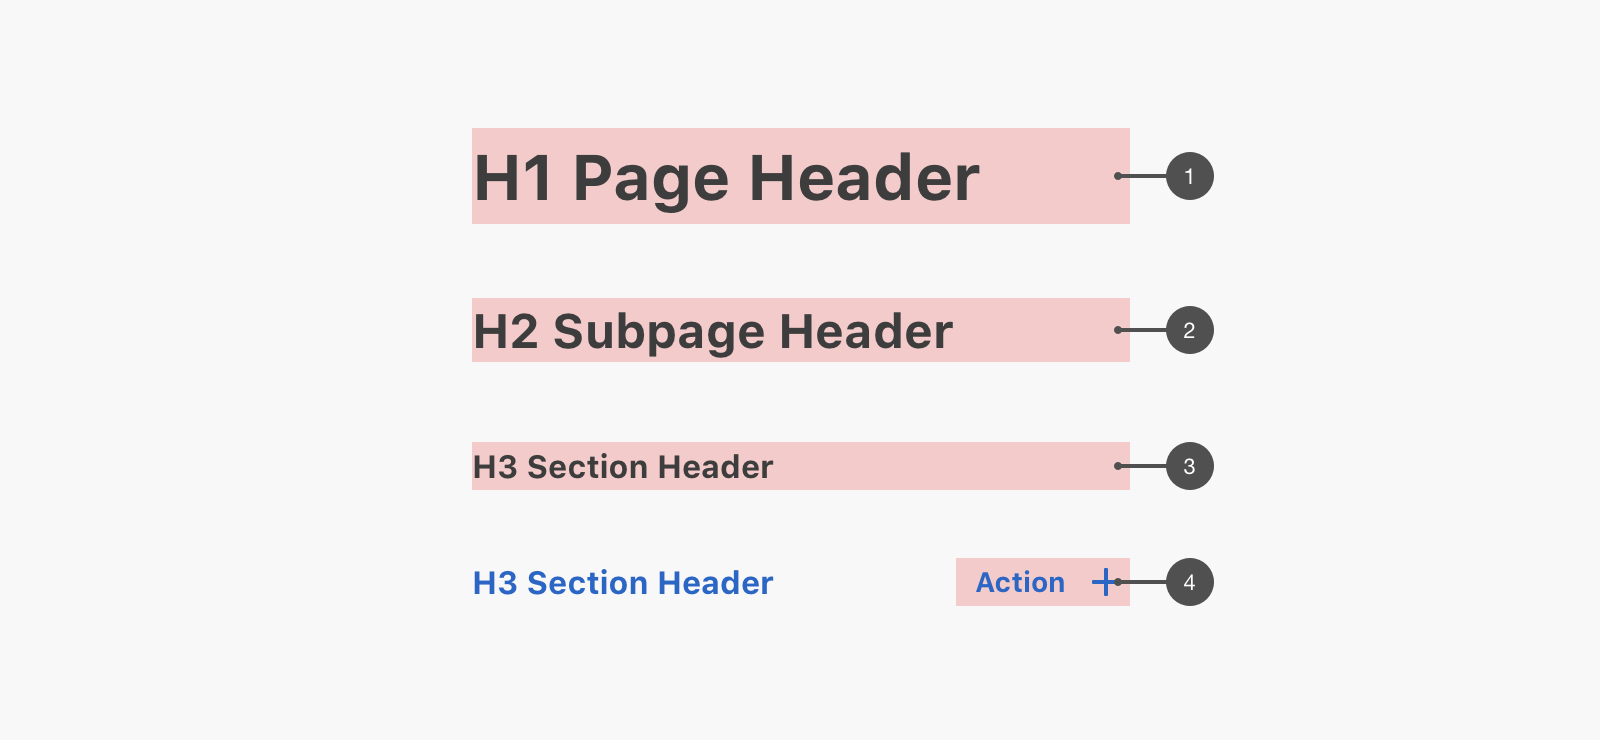 H1 Page Header 1
H2 Subpage Header 2
H3 Section Header 3
H3 Section Header Action + 4